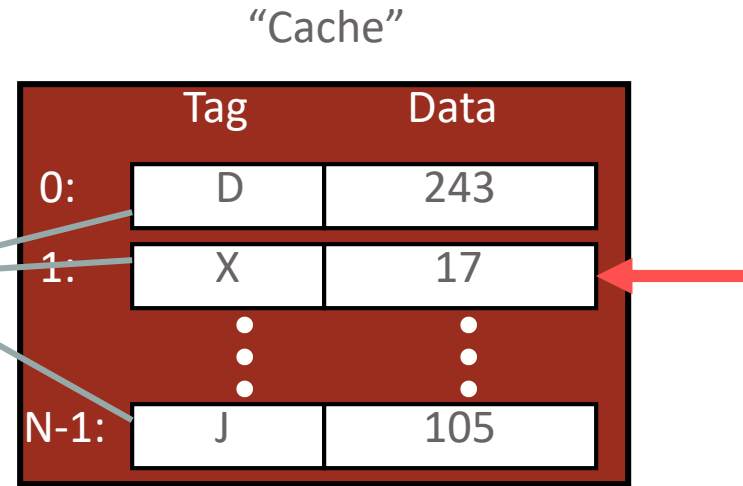 “Cache”
Tag Data
0: D 243
1: X 17
N-1: J 105